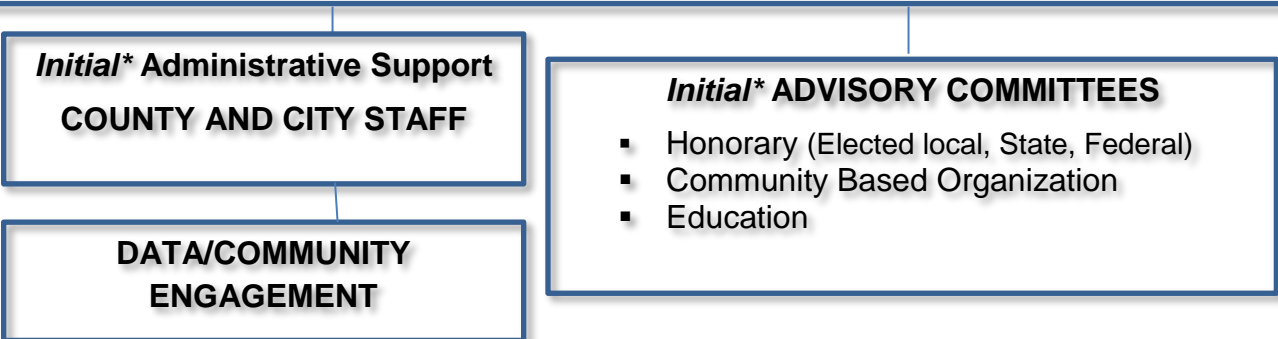 Initial* Administrative Support
COUNTY AND CITY STAFF
DATA/COMMUNITY
ENGAGEMENT
Initial* ADVISORY COMMITTEES
▪ Honorary (Elected local, State, Federal)
▪ Community Based Organization
▪ Education